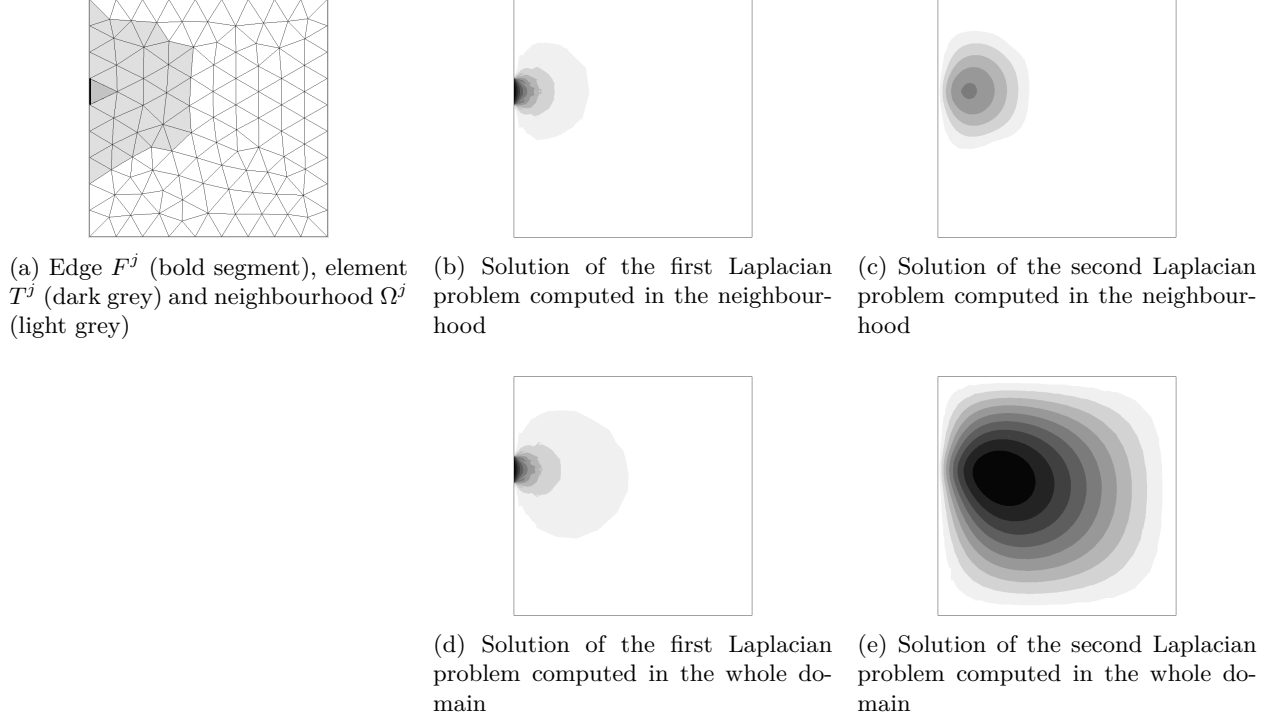 (a) Edge F^j (bold segment), element
T^j (dark grey) and neighbourhood Ω^j
(light grey)
(b) Solution of the first Laplacian
problem computed in the neighbour-
hood
(c) Solution of the second Laplacian
problem computed in the neighbour-
hood
(d) Solution of the first Laplacian
problem computed in the whole do-
main
(e) Solution of the second Laplacian
problem computed in the whole do-
main